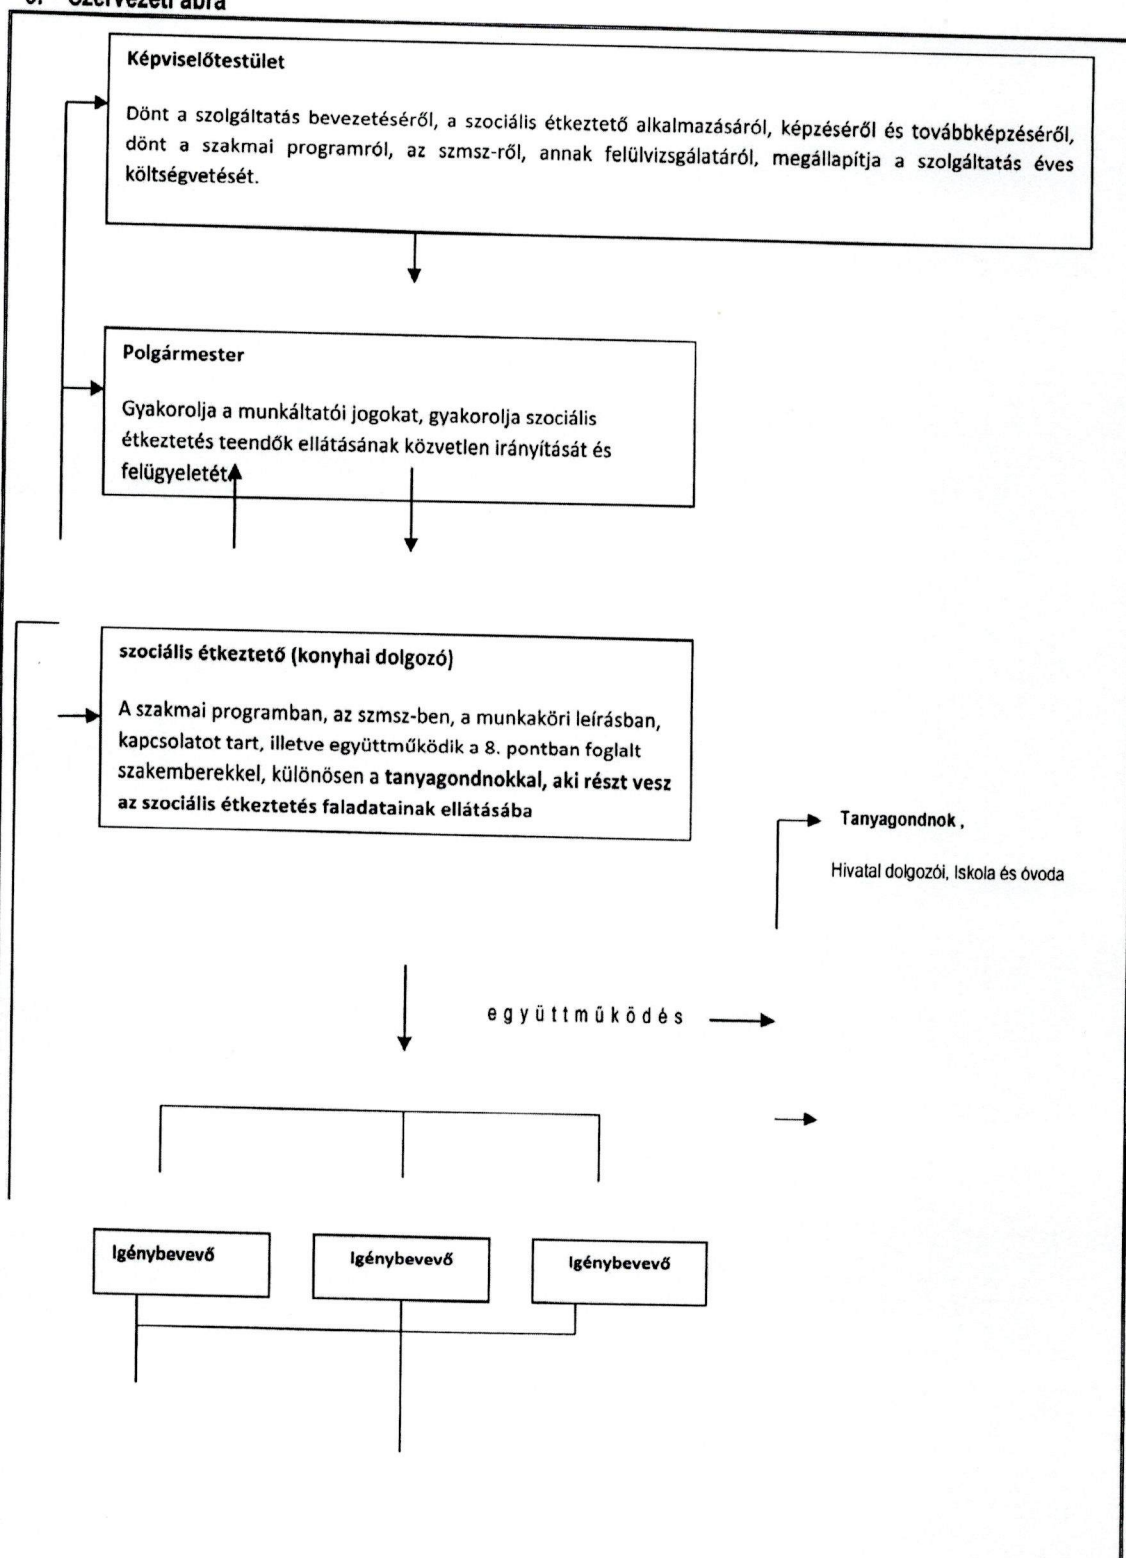 Szervezeti ábra
Képviselőtestület
Dönt a szolgáltatás bevezetéséről, a szociális étkeztető alkalmazásáról, képzéséről és továbbképzéséről,
dönt a szakmai programról, az szmsz-ről, annak felülvizsgálatáról, megállapítja a szolgáltatás éves
költségvetését.
Polgármester
Gyakorolja a munkáltatói jogokat, gyakorolja szociális
étkeztetés teendők ellátásának közvetlen irányítását és
felügyeletét
szociális étkeztető (konyhai dolgozó)
A szakmai programban, az szmsz-ben, a munkaköri leírásban,
kapcsolatot tart, illetve együttműködik a 8. pontban foglalt
szakemberekkel, különösen a tanyagondnokkal, aki részt vesz
az szociális étkeztetés faladatainak ellátásába
Tanyagondnok,
Hivatal dolgozói, Iskola és óvoda
együttműködés
Igénybevevő
Igénybevevő
Igénybevevő